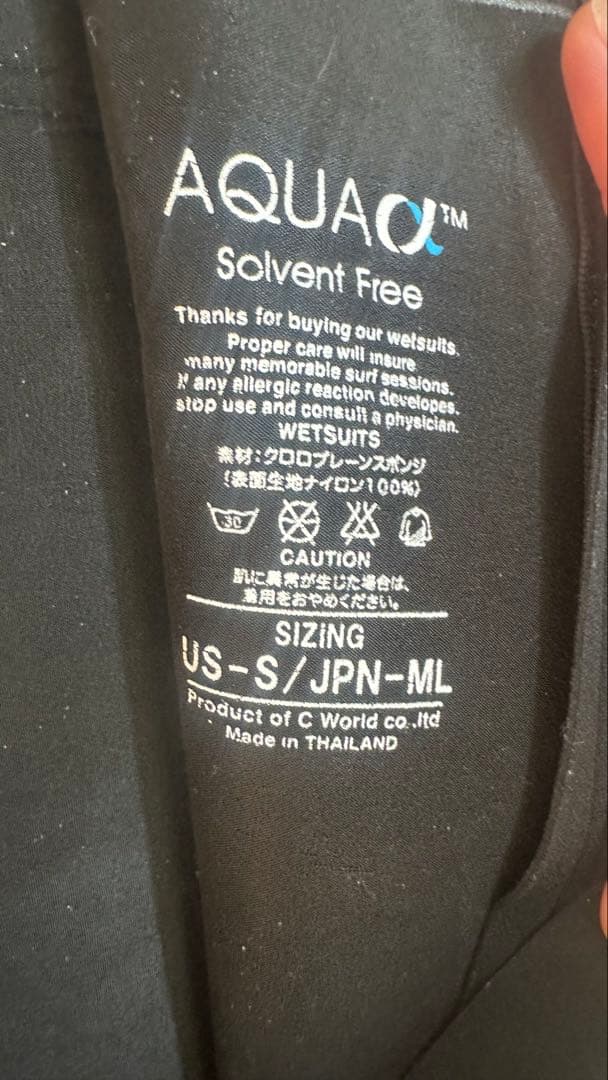 AQUAα™
Solvent Free
Thanks for buying our wetsuits.
Proper care will insure
many memorable surf sessions.
If any allergic reaction developes.
stop use and consult a physician.
WETSUITS
素材:クロロプレーンスポンジ
(表面生地ナイロン100%)
30
CAUTION
肌に異常が生じた場合は、
着用をおやめください。
SIZING
US-S/JPN-ML
Product of C World co.,ltd
Made in THAILAND